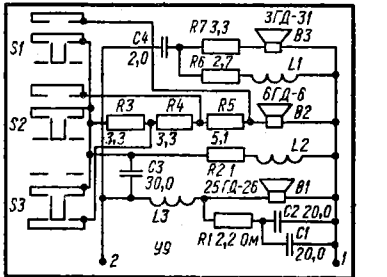 C4 R7 3,3 3ГД-31
S1 B3
2,0 R6 2,7 L1
6ГД-6
S2 R3 R4 R5 B2
3,3 3,3 5,1 L2
C3 R2 1
30,0 25ГД-26 B1
S3 L3 C2 20,0
R1 2,2 Ом C1
20,0
2 У9 1